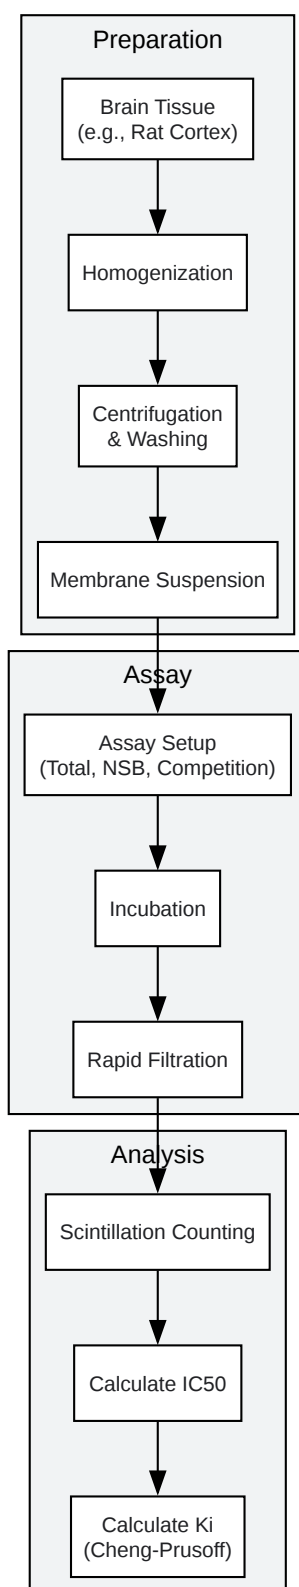 Preparation
Brain Tissue
(e.g., Rat Cortex)
Homogenization
Centrifugation
& Washing
Membrane Suspension
Assay
Assay Setup
(Total, NSB, Competition)
Incubation
Rapid Filtration
Analysis
Scintillation Counting
Calculate IC50
Calculate Ki
(Cheng-Prusoff)